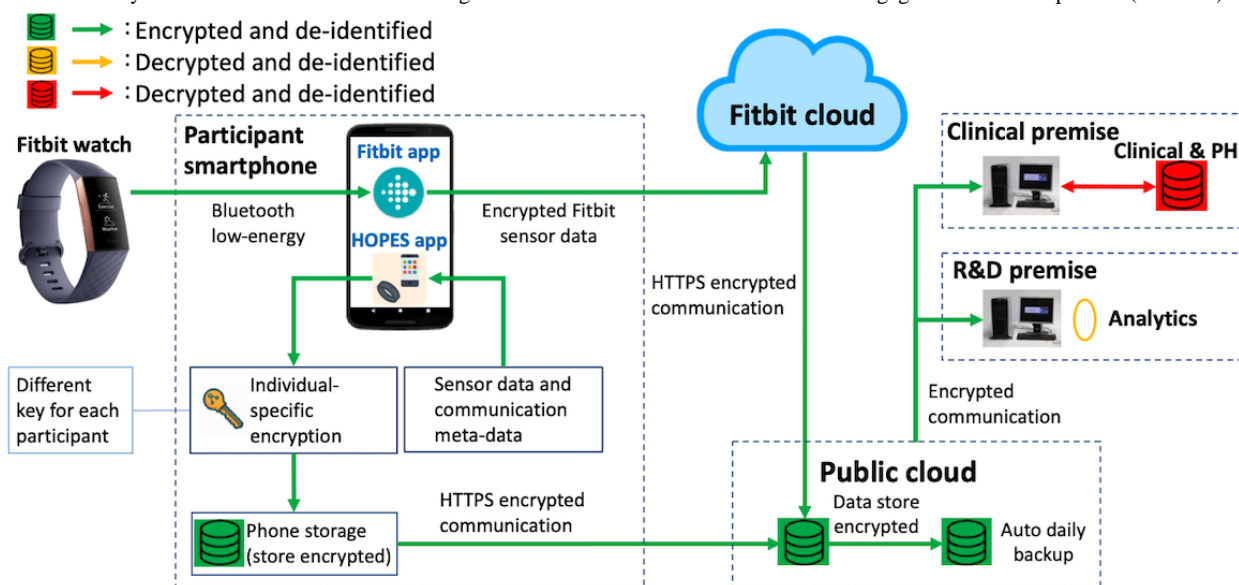 : Encrypted and de-identified
: Decrypted and de-identified
: Decrypted and de-identified
Fitbit watch
Participant
smartphone
Fitbit app
HOPES app
Bluetooth
low-energy
Encrypted Fitbit
sensor data
Fitbit cloud
HTTPS encrypted
communication
Clinical premise
Clinical & PH
R&D premise
Analytics
Encrypted
communication
Different
key for each
participant
Individual-
specific
encryption
Sensor data and
communication
meta-data
Phone storage
(store encrypted)
HTTPS encrypted
communication
Public cloud
Data store
encrypted
Auto daily
backup